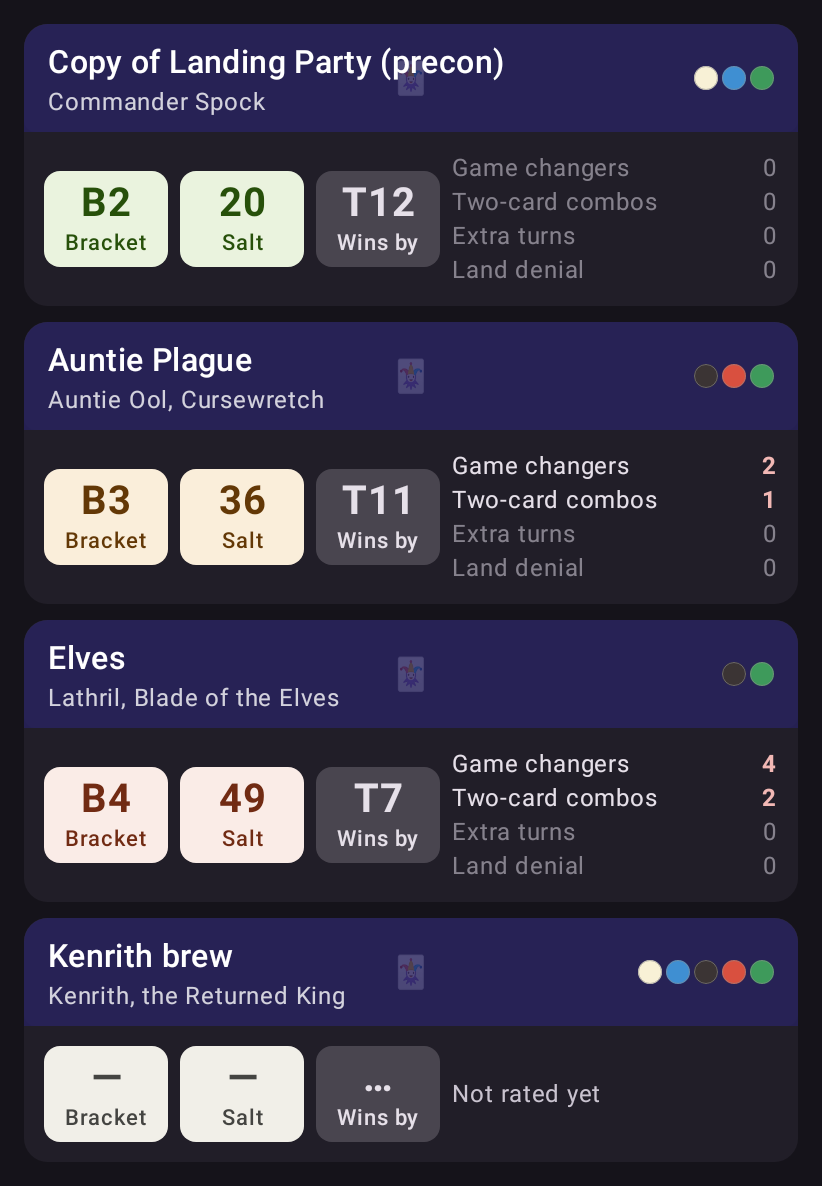 Copy of Landing Party (precon)
Commander Spock
B2
Bracket
20
Salt
T12
Wins by
Game changers 0
Two-card combos 0
Extra turns 0
Land denial 0
Auntie Plague
Auntie Ool, Cursewretch
B3
Bracket
36
Salt
T11
Wins by
Game changers 2
Two-card combos 1
Extra turns 0
Land denial 0
Elves
Lathril, Blade of the Elves
B4
Bracket
49
Salt
T7
Wins by
Game changers 4
Two-card combos 2
Extra turns 0
Land denial 0
Kenrith brew
Kenrith, the Returned King
—
Bracket
—
Salt
…
Wins by
Not rated yet